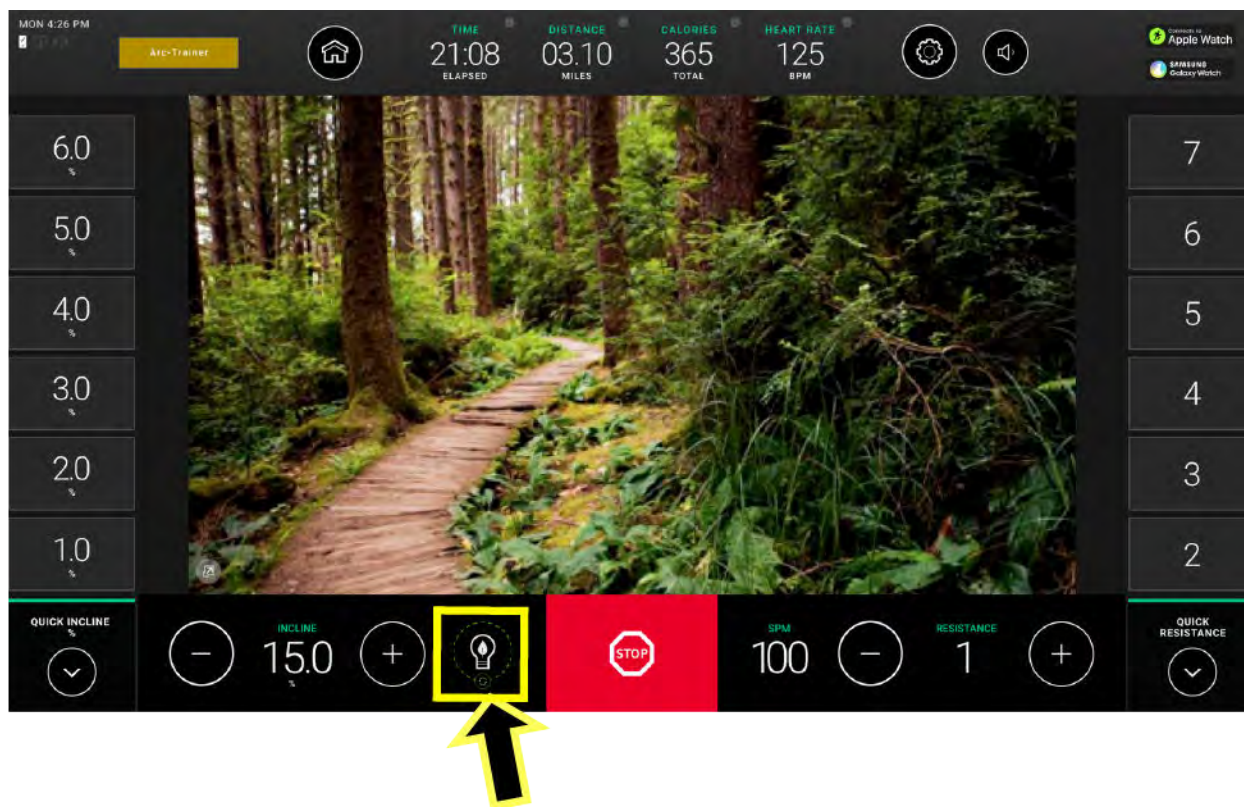 MON 4:26 PM
Arc-Trainer
TIME
21:08
ELAPSED
DISTANCE
03.10
MILES
CALORIES
365
TOTAL
HEART RATE
125
BPM
Connects to
Apple Watch
SAMSUNG
Galaxy Watch
6.0
%
5.0
%
4.0
%
3.0
%
2.0
%
1.0
%
QUICK INCLINE
%
7
6
5
4
3
2
QUICK
RESISTANCE
INCLINE
15.0
%
STOP
SPM
100
RESISTANCE
1